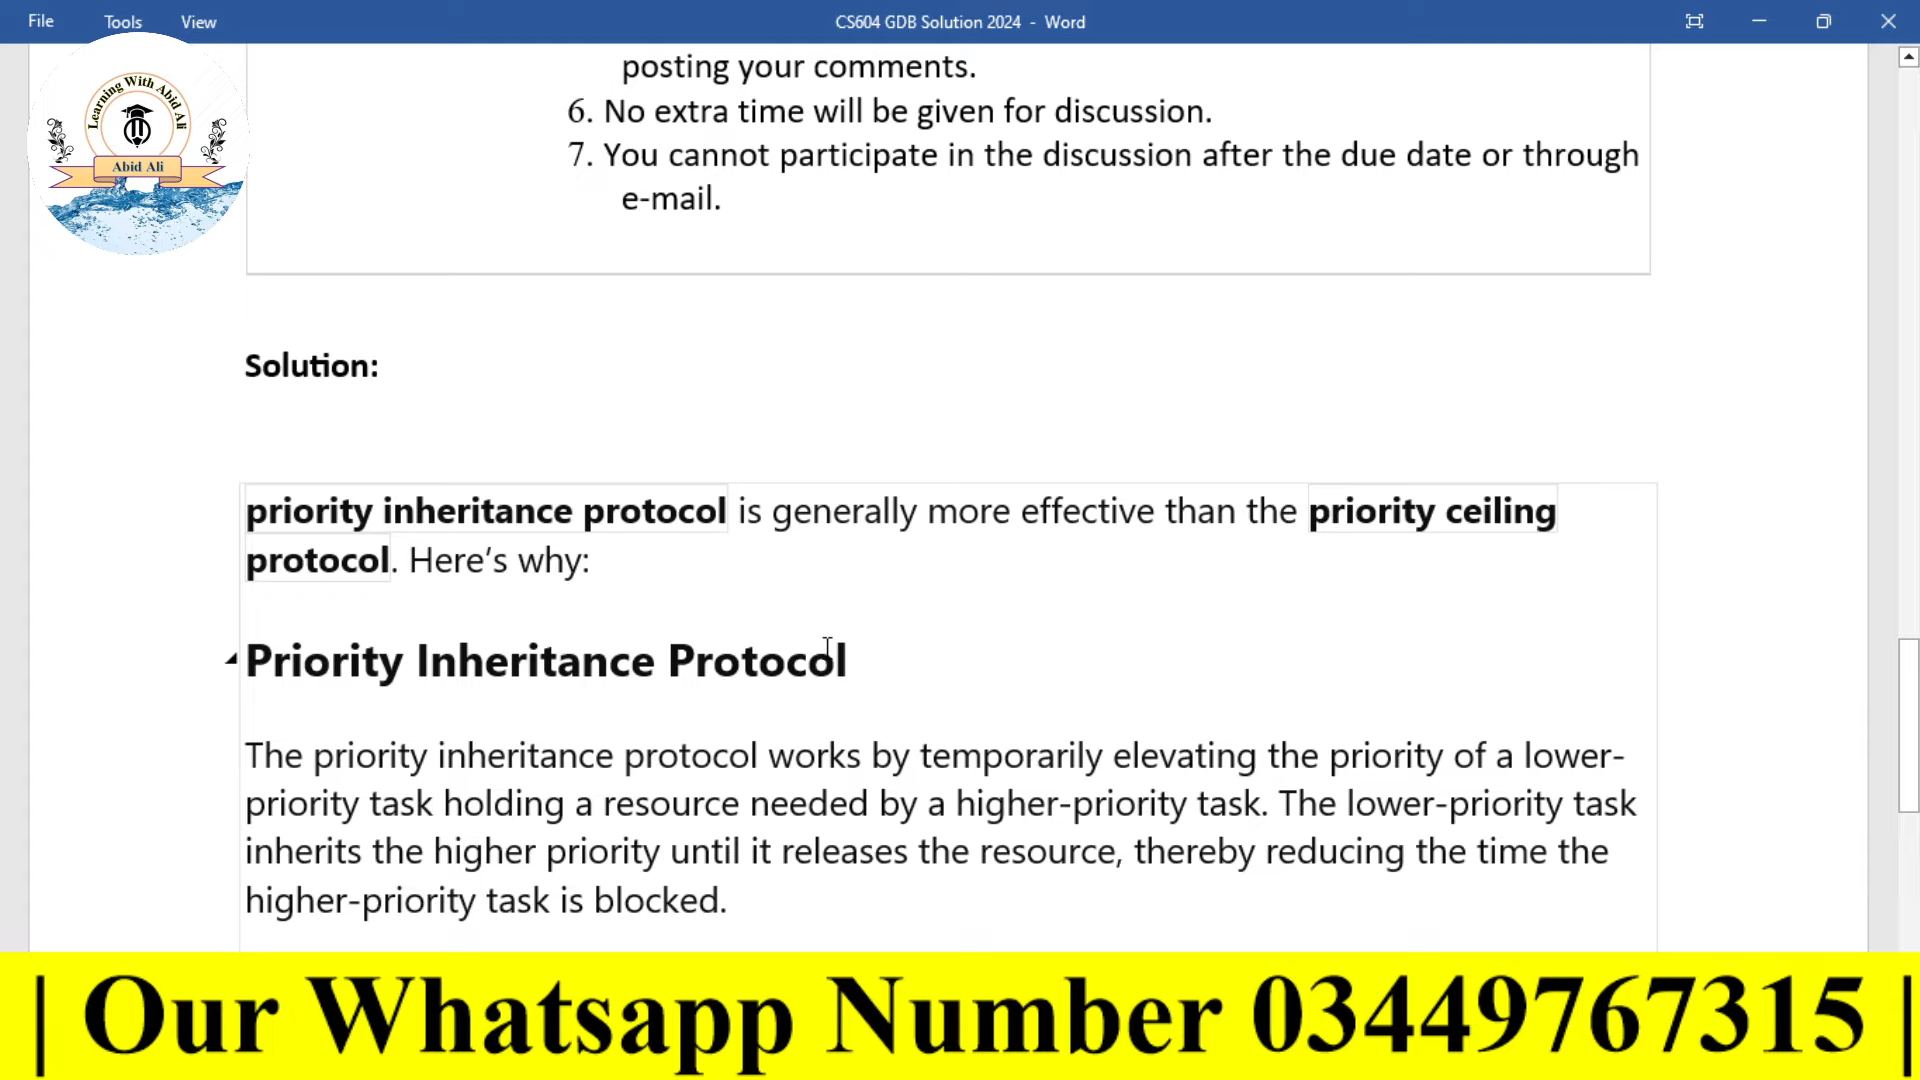 File Tools View CS604 GDB Solution 2024 - Word
Learning With Abid Ali
Abid Ali
posting your comments.
6. No extra time will be given for discussion.
7. You cannot participate in the discussion after the due date or through
e-mail.
Solution:
priority inheritance protocol is generally more effective than the priority ceiling
protocol. Here’s why:
Priority Inheritance Protocol
The priority inheritance protocol works by temporarily elevating the priority of a lower-
priority task holding a resource needed by a higher-priority task. The lower-priority task
inherits the higher priority until it releases the resource, thereby reducing the time the
higher-priority task is blocked.
| Our Whatsapp Number 03449767315 |